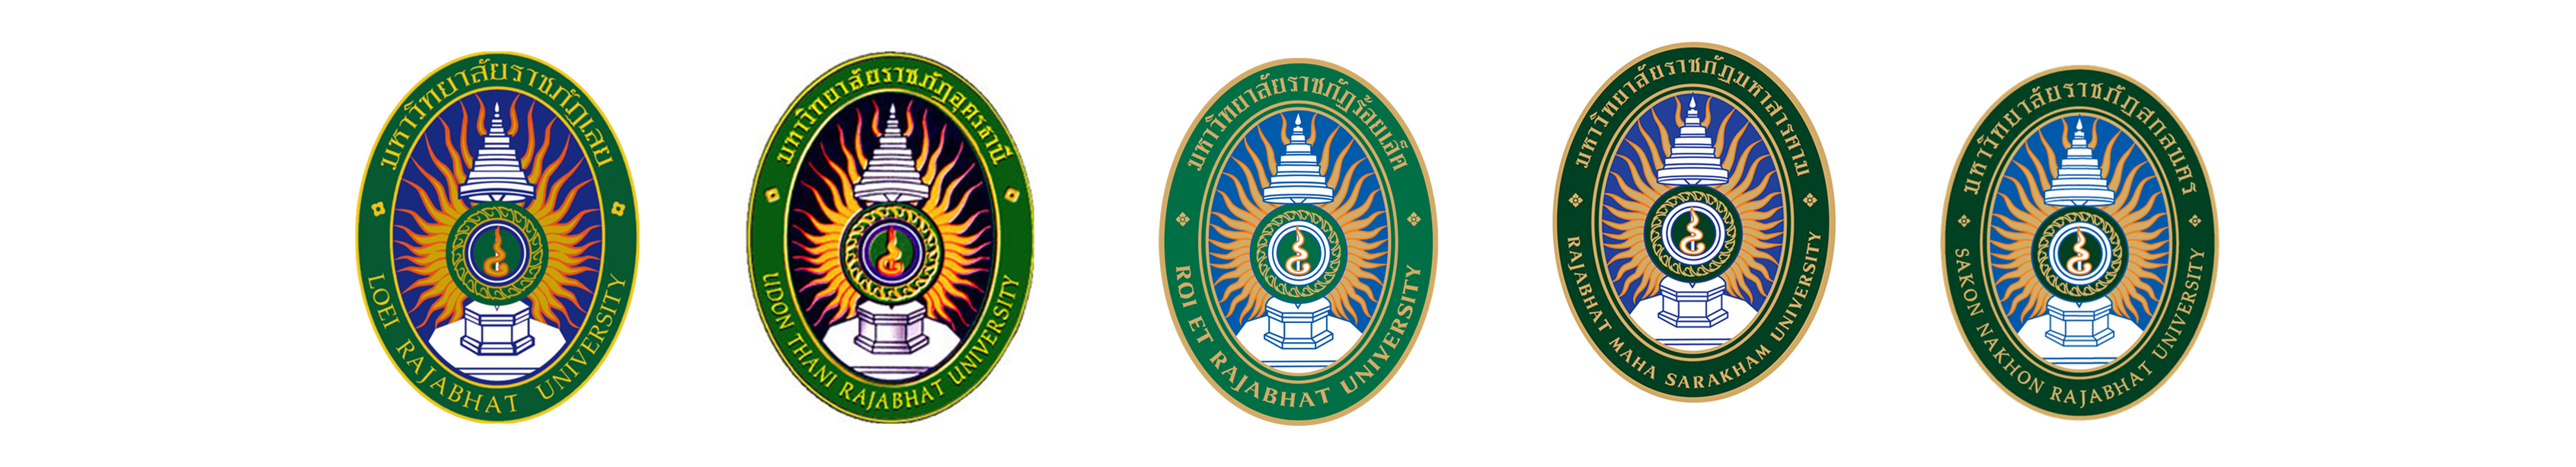 มหาวิทยาลัยราชภัฏเลย
LOEI RAJABHAT UNIVERSITY
มหาวิทยาลัยราชภัฏอุดรธานี
UDON THANI RAJABHAT UNIVERSITY
มหาวิทยาลัยราชภัฏร้อยเอ็ด
ROI ET RAJABHAT UNIVERSITY
มหาวิทยาลัยราชภัฏมหาสารคาม
RAJABHAT MAHA SARAKHAM UNIVERSITY
มหาวิทยาลัยราชภัฏสกลนคร
SAKON NAKHON RAJABHAT UNIVERSITY